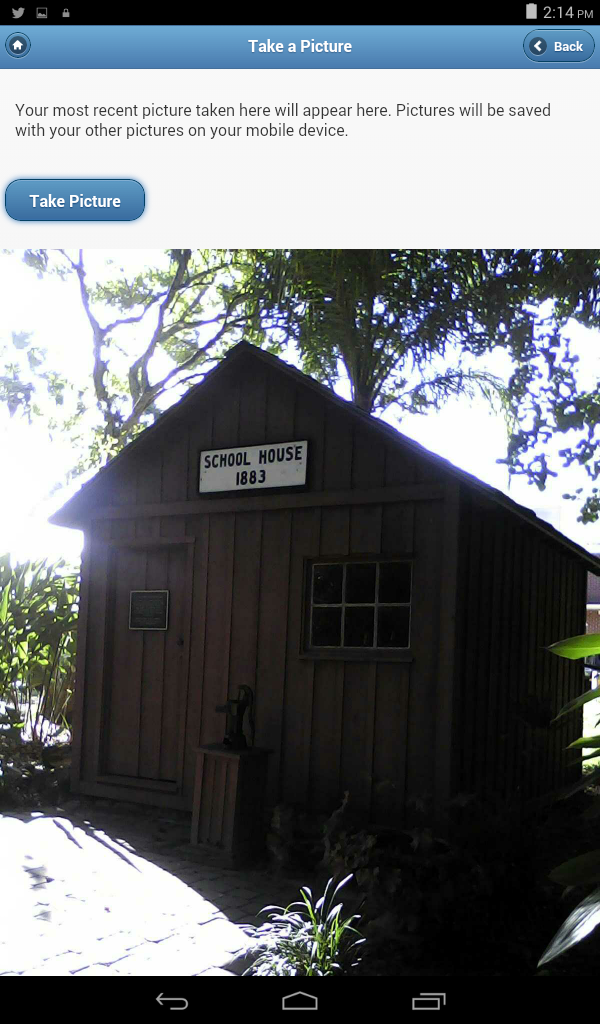 2:14 PM
Take a Picture
Back
Your most recent picture taken here will appear here. Pictures will be saved
with your other pictures on your mobile device.
Take Picture
SCHOOL HOUSE
1883